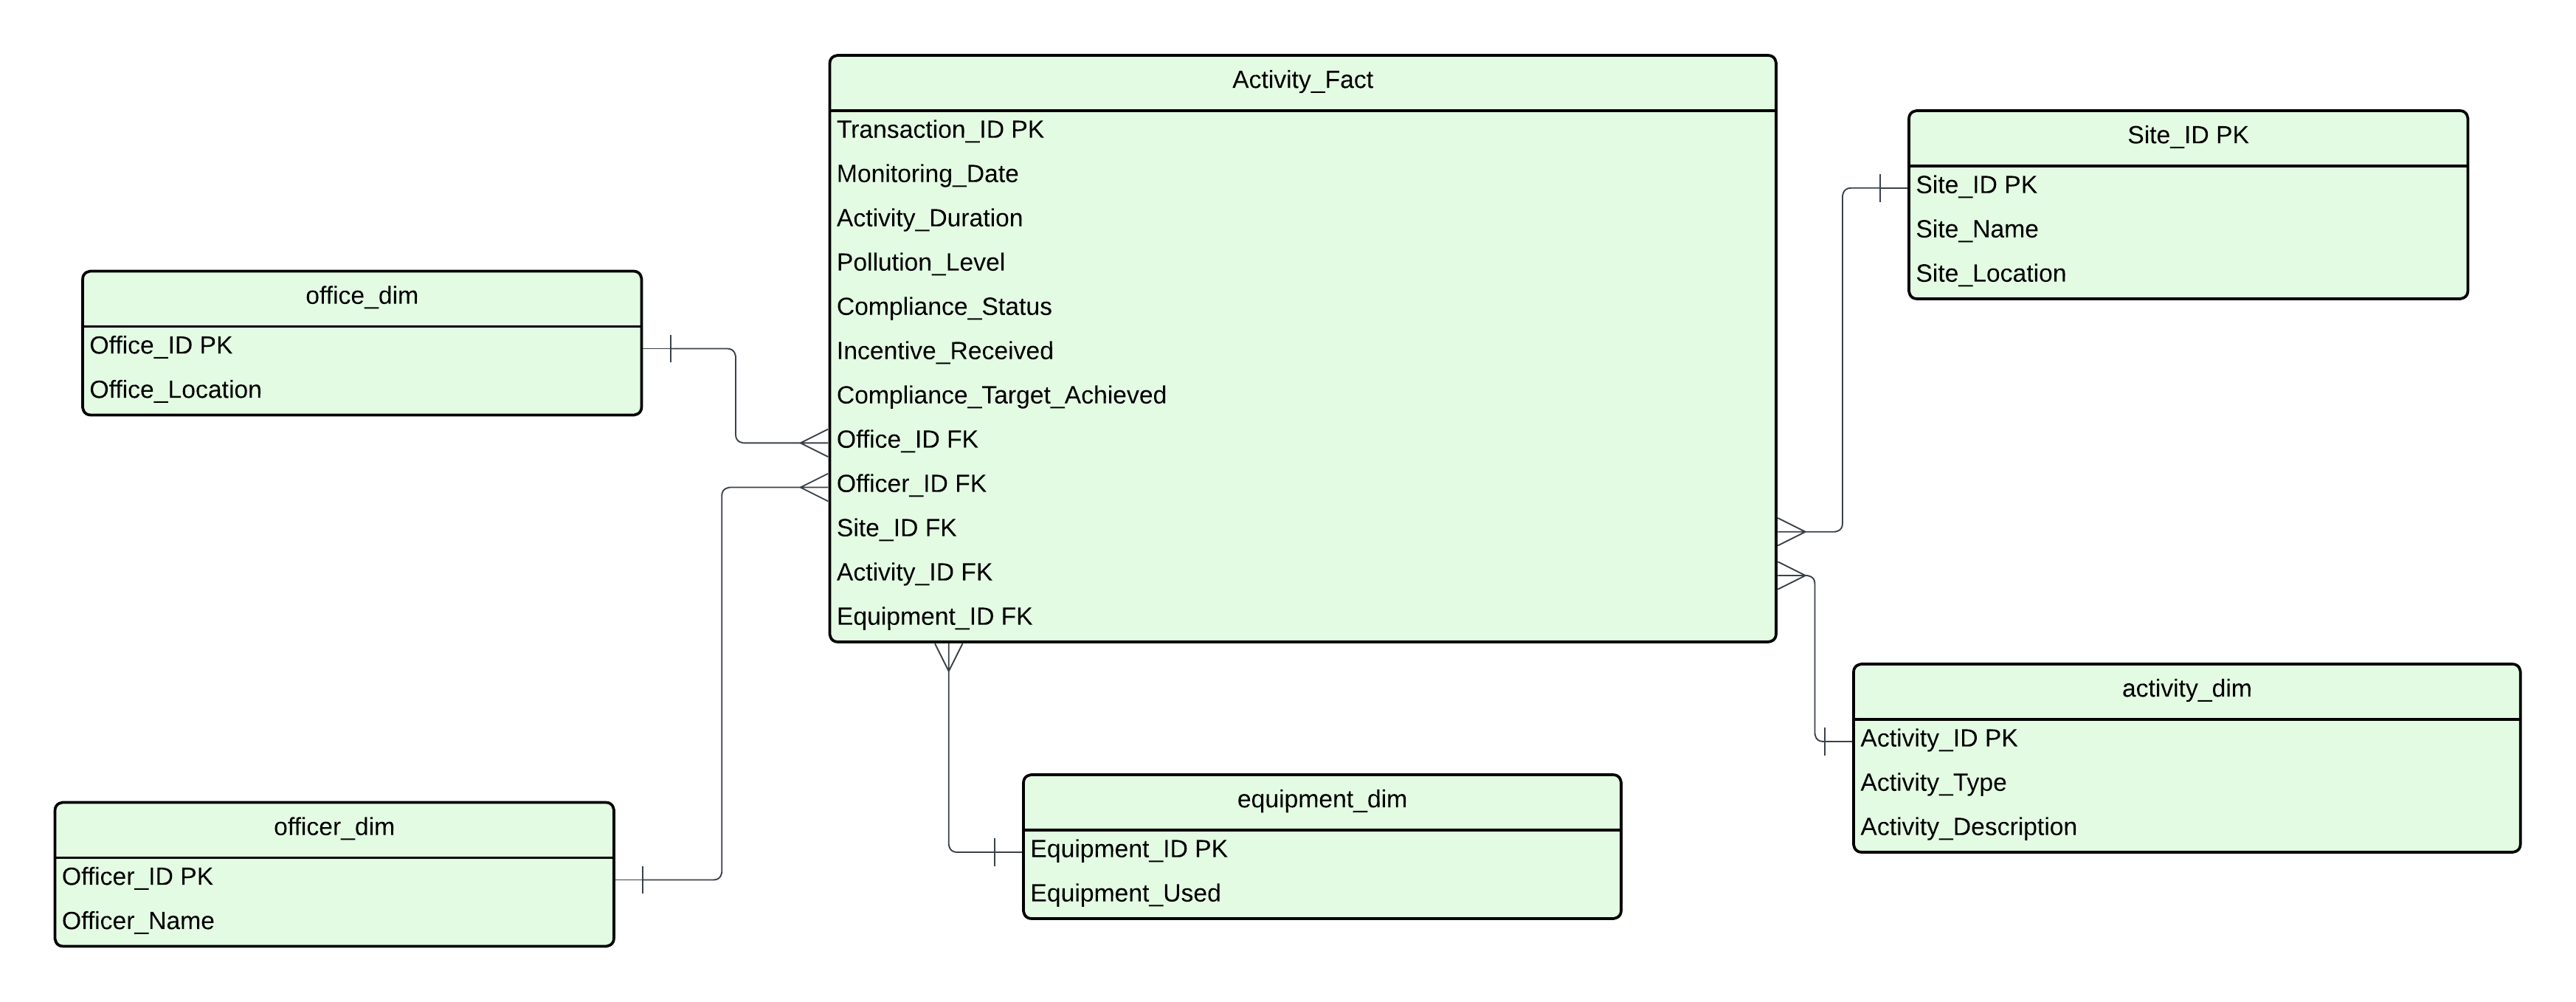 Activity_Fact
Transaction_ID PK
Monitoring_Date
Activity_Duration
Pollution_Level
Compliance_Status
Incentive_Received
Compliance_Target_Achieved
Office_ID FK
Officer_ID FK
Site_ID FK
Activity_ID FK
Equipment_ID FK
Site_ID PK
Site_ID PK
Site_Name
Site_Location
office_dim
Office_ID PK
Office_Location
activity_dim
Activity_ID PK
Activity_Type
Activity_Description
equipment_dim
Equipment_ID PK
Equipment_Used
officer_dim
Officer_ID PK
Officer_Name